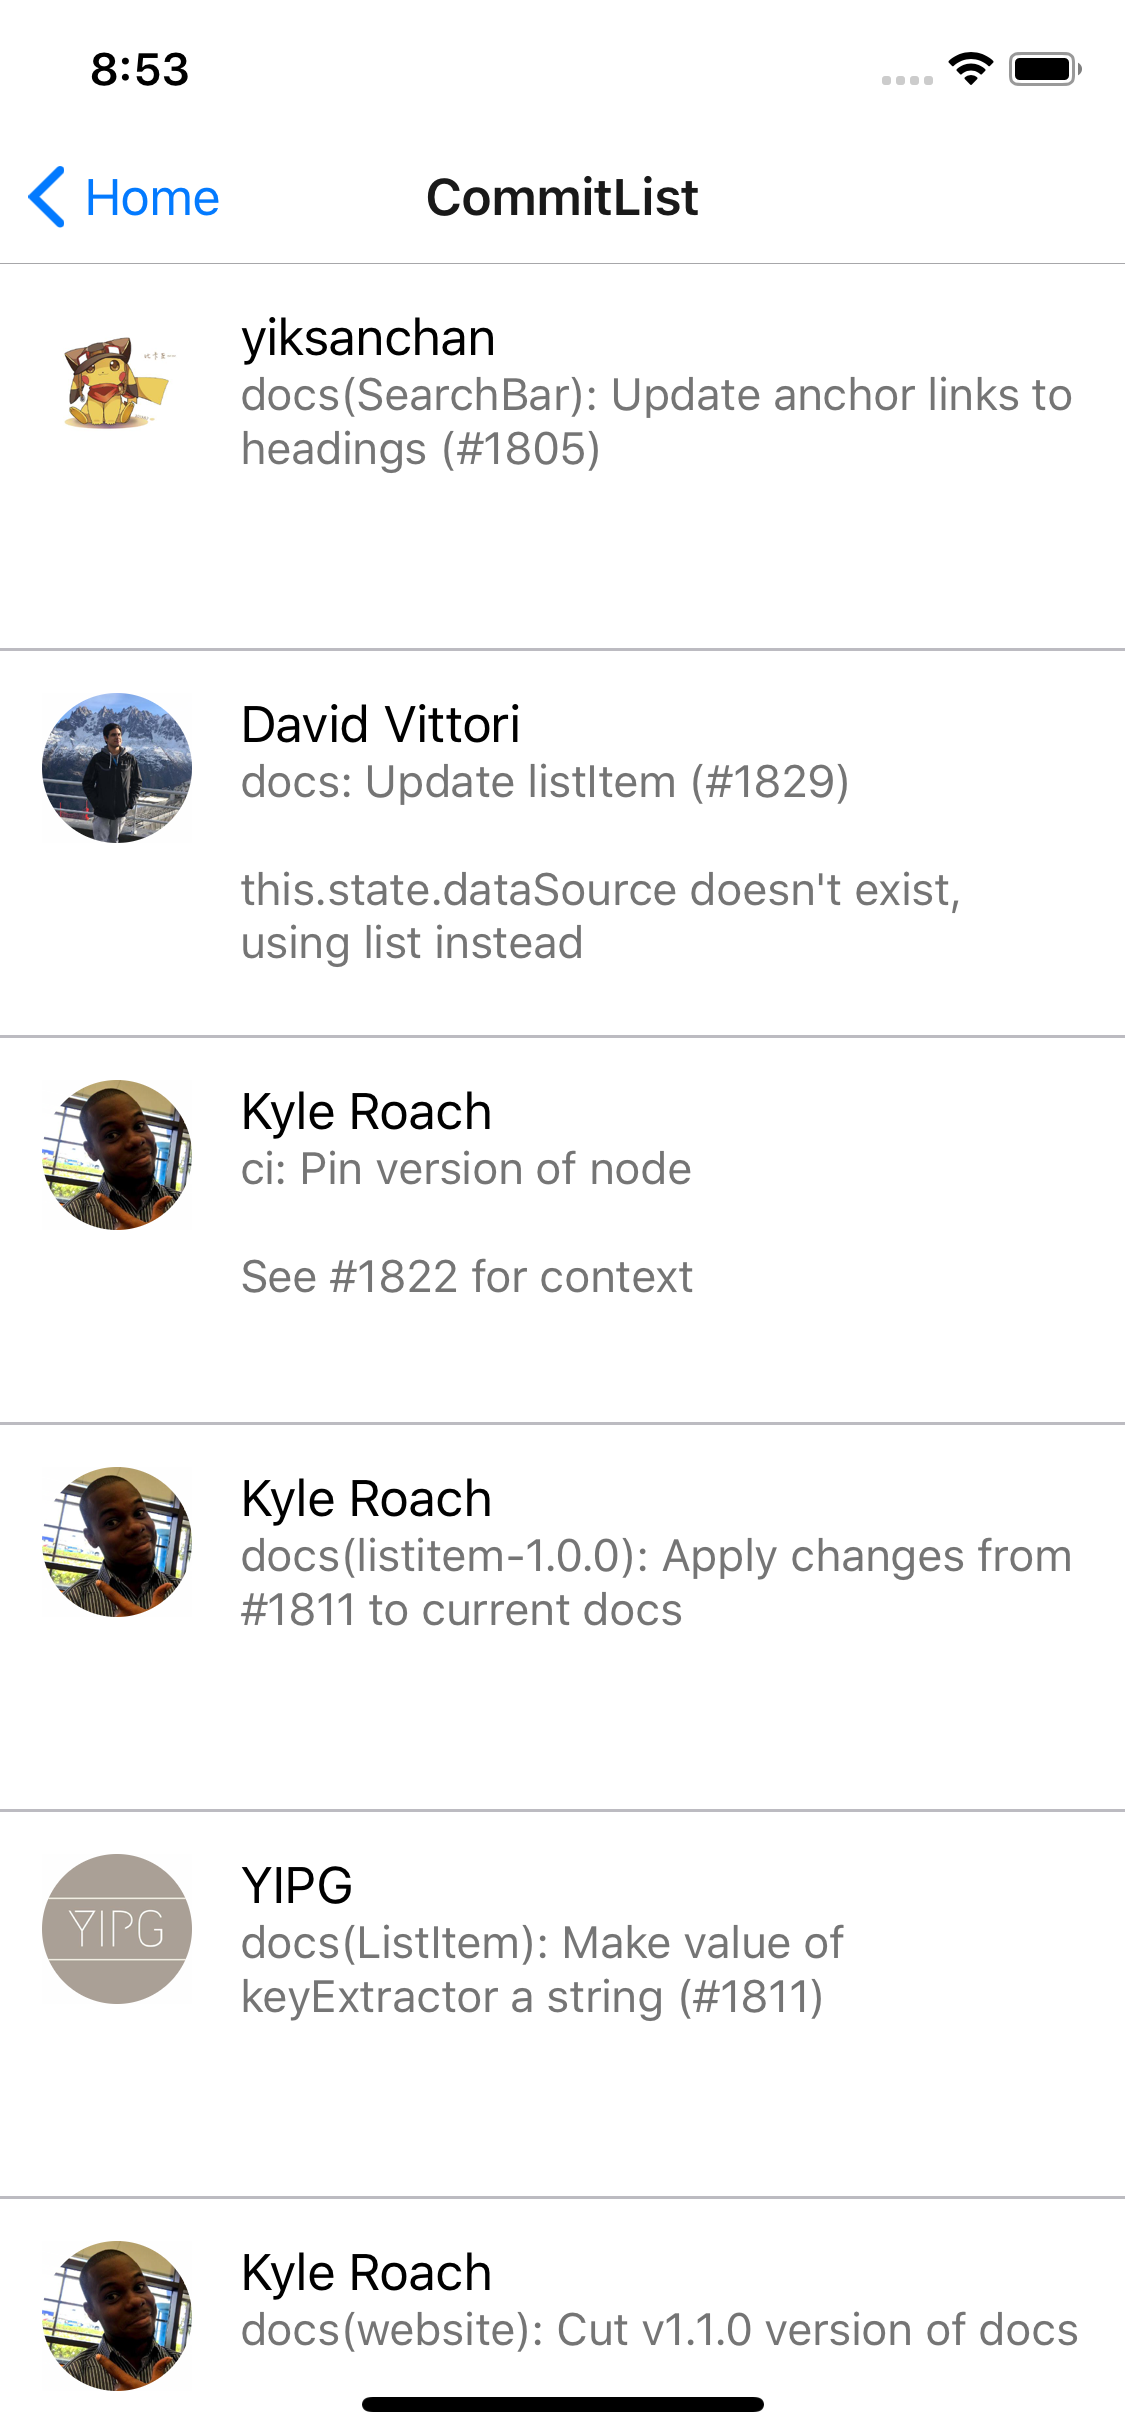 8:53
Home
CommitList
yiksanchan
docs(SearchBar): Update anchor links to
headings (#1805)
David Vittori
docs: Update listItem (#1829)
this.state.dataSource doesn't exist,
using list instead
Kyle Roach
ci: Pin version of node
See #1822 for context
Kyle Roach
docs(listitem-1.0.0): Apply changes from
#1811 to current docs
YIPG
YIPG
docs(ListItem): Make value of
keyExtractor a string (#1811)
Kyle Roach
docs(website): Cut v1.1.0 version of docs